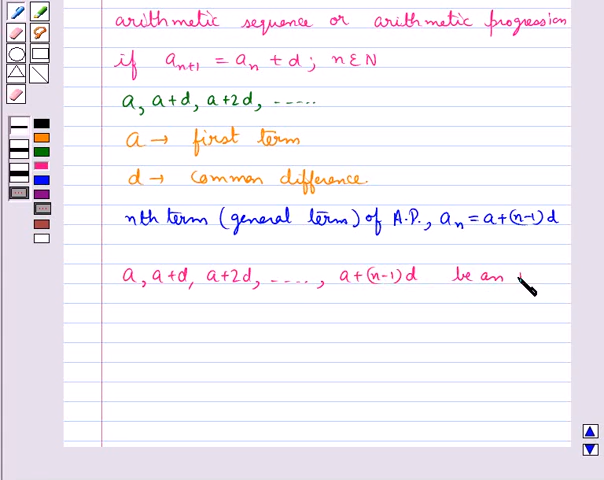 arithmetic sequence or arithmetic progression
if aₙ₊₁ = aₙ + d ; n ∈ N
a, a+d, a+2d, -----.
a → first term
d → common difference.
nth term (general term) of A.P., aₙ = a+(n-1)d
a, a+d, a+2d, ....., a+(n-1)d be an